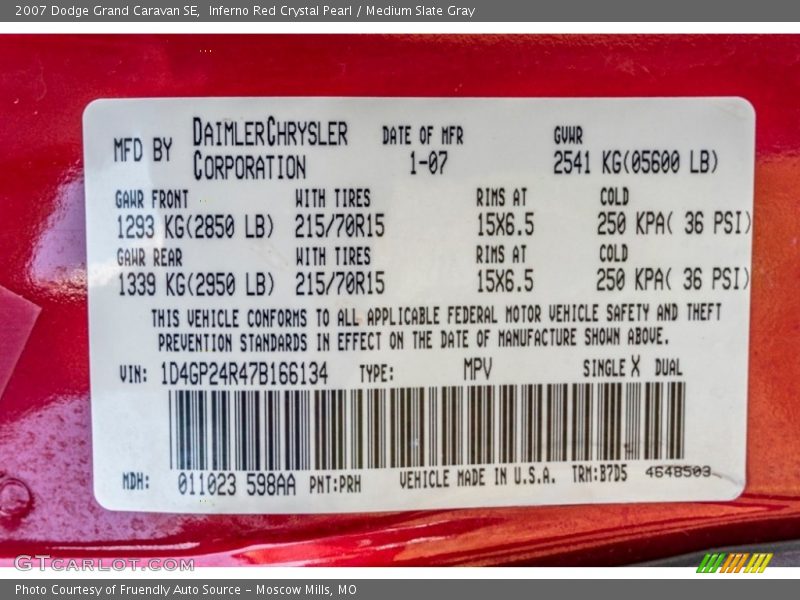 2007 Dodge Grand Caravan SE, Inferno Red Crystal Pearl / Medium Slate Gray
MFD BY DAIMLERCHRYSLER CORPORATION DATE OF MFR 1-07 GVWR 2541 KG(05600 LB)
GAWR FRONT WITH TIRES RIMS AT COLD
1293 KG(2850 LB) 215/70R15 15X6.5 250 KPA( 36 PSI)
GAWR REAR WITH TIRES RIMS AT COLD
1339 KG(2950 LB) 215/70R15 15X6.5 250 KPA( 36 PSI)
THIS VEHICLE CONFORMS TO ALL APPLICABLE FEDERAL MOTOR VEHICLE SAFETY AND THEFT
PREVENTION STANDARDS IN EFFECT ON THE DATE OF MANUFACTURE SHOWN ABOVE.
VIN: 1D4GP24R47B166134 TYPE: MPV SINGLE X DUAL
MDH: 011023 598AA PNT:PRH VEHICLE MADE IN U.S.A. TRM:B7D5 4648503
GTcarlot.com
Photo Courtesy of Fruendly Auto Source - Moscow Mills, MO